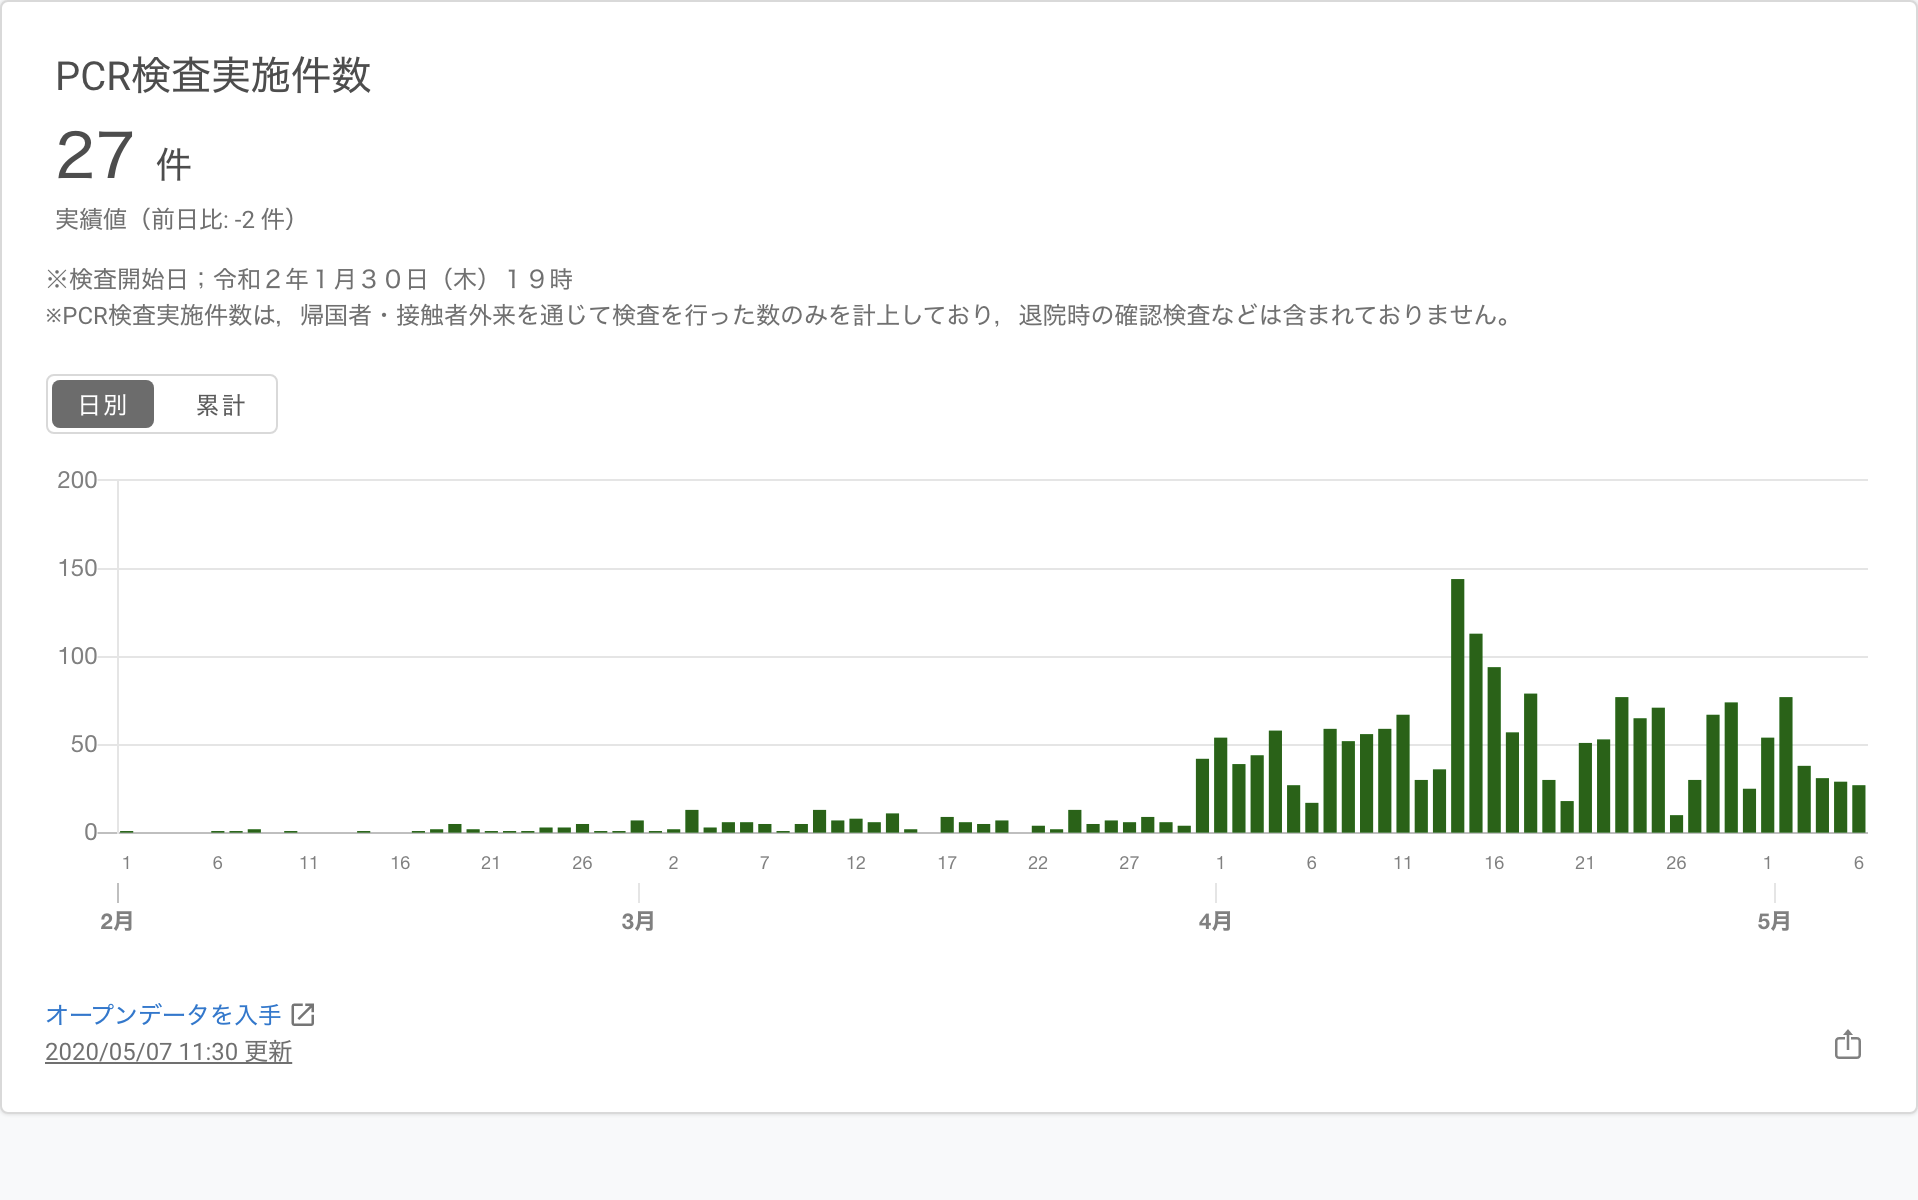 PCR検査実施件数
27 件
実績値（前日比: -2 件）
※検査開始日；令和２年１月３０日（木）１９時
※PCR検査実施件数は，帰国者・接触者外来を通じて検査を行った数のみを計上しており，退院時の確認検査などは含まれておりません。
日別 累計
200
150
100
50
0
1 6 11 16 21 26 2 7 12 17 22 27 1 6 11 16 21 26 1 6
2月 3月 4月 5月
オープンデータを入手
2020/05/07 11:30 更新